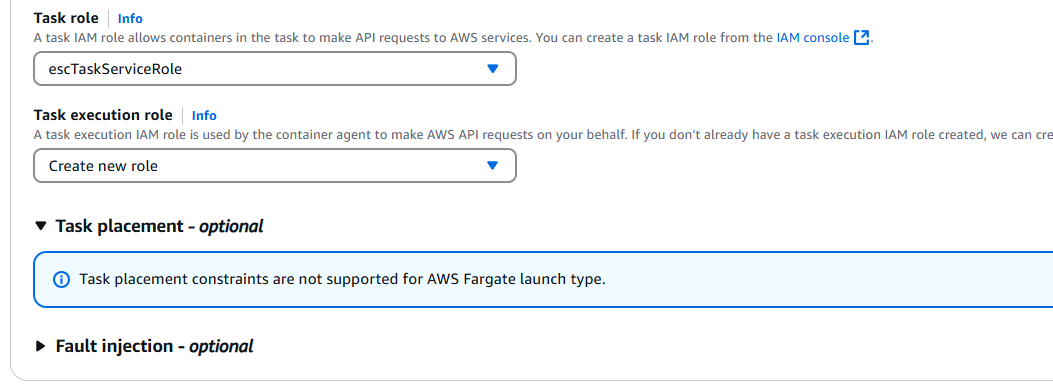 Task role Info
A task IAM role allows containers in the task to make API requests to AWS services. You can create a task IAM role from the IAM console.
escTaskServiceRole
Task execution role Info
A task execution IAM role is used by the container agent to make AWS API requests on your behalf. If you don't already have a task execution IAM role created, we can cre
Create new role
Task placement - optional
Task placement constraints are not supported for AWS Fargate launch type.
Fault injection - optional